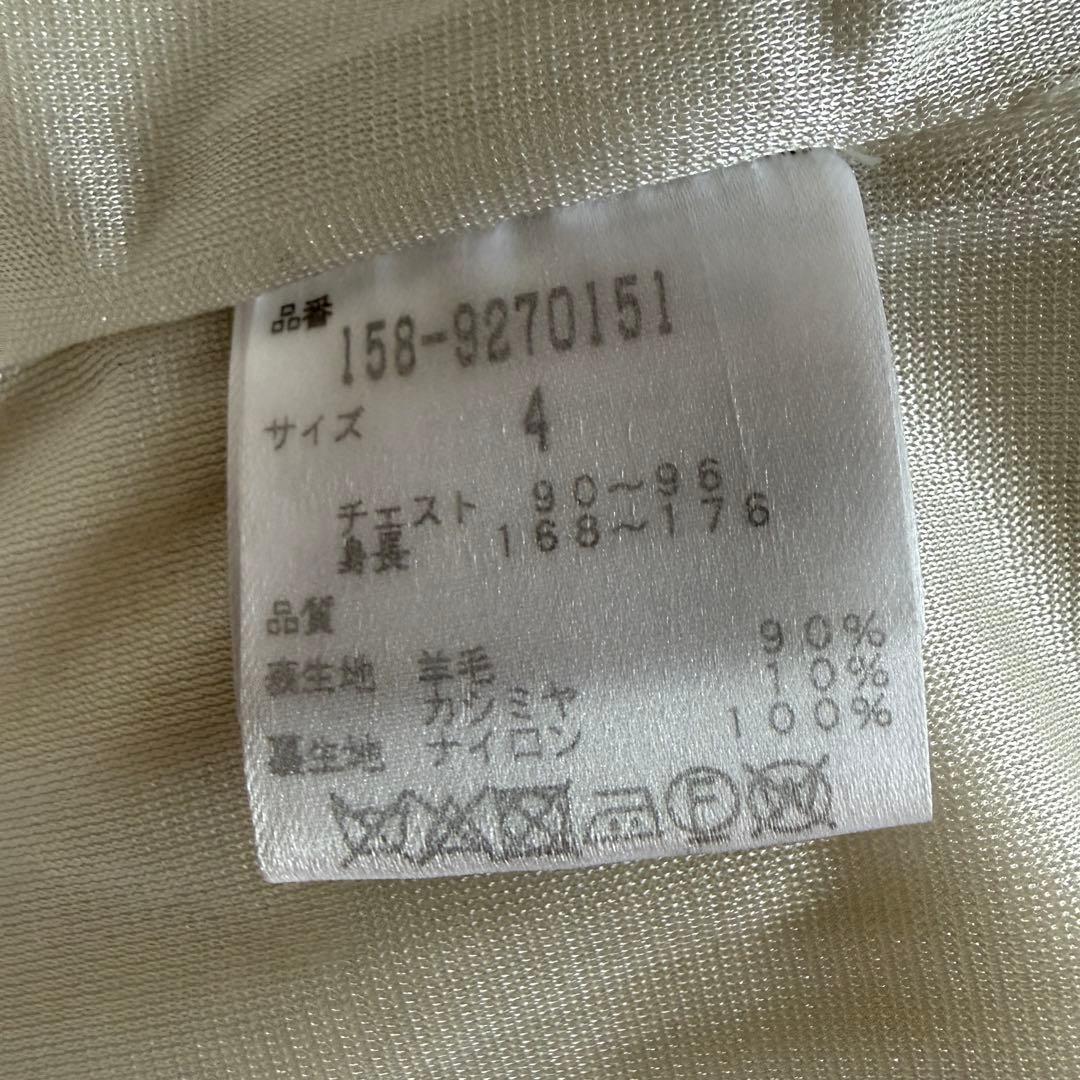 品番
158-9270151
サイズ 4
チェスト 90~96
身長 168~176
品質
表生地 羊毛 90%
カシミヤ 10%
裏生地 ナイロン 100%
F
W